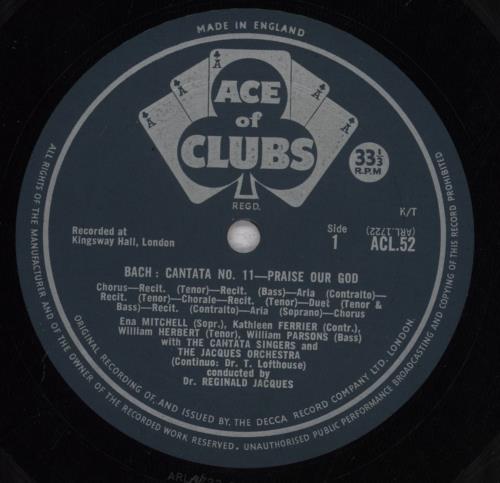 MADE IN ENGLAND
A A A A
ACE
of
CLUBS
REGD.
33 1/3
R.P.M
K/T
Recorded at
Kingsway Hall, London
Side
1
(ARL.1722)
ACL.52
BACH : CANTATA NO. 11—PRAISE OUR GOD
Chorus—Recit. (Tenor)—Recit. (Bass)—Aria (Contralto)—
Recit. (Tenor)—Chorale—Recit. (Tenor)—Duet (Tenor &
Bass)—Recit. (Contralto)—Aria (Soprano)—Chorus
Ena MITCHELL (Sopr.), Kathleen FERRIER (Contr.),
William HERBERT (Tenor), William PARSONS (Bass)
with THE CANTATA SINGERS and
THE JACQUES ORCHESTRA
(Continuo: Dr. T. Lofthouse)
conducted by
Dr. REGINALD JACQUES
ORIGINAL RECORDING OF, AND ISSUED BY, THE DECCA RECORD COMPANY LTD. LONDON.
ALL RIGHTS OF THE MANUFACTURER AND OF THE OWNER OF THE RECORDED WORK RESERVED. UNAUTHORISED PUBLIC PERFORMANCE BROADCASTING AND COPYING OF THIS RECORD PROHIBITED